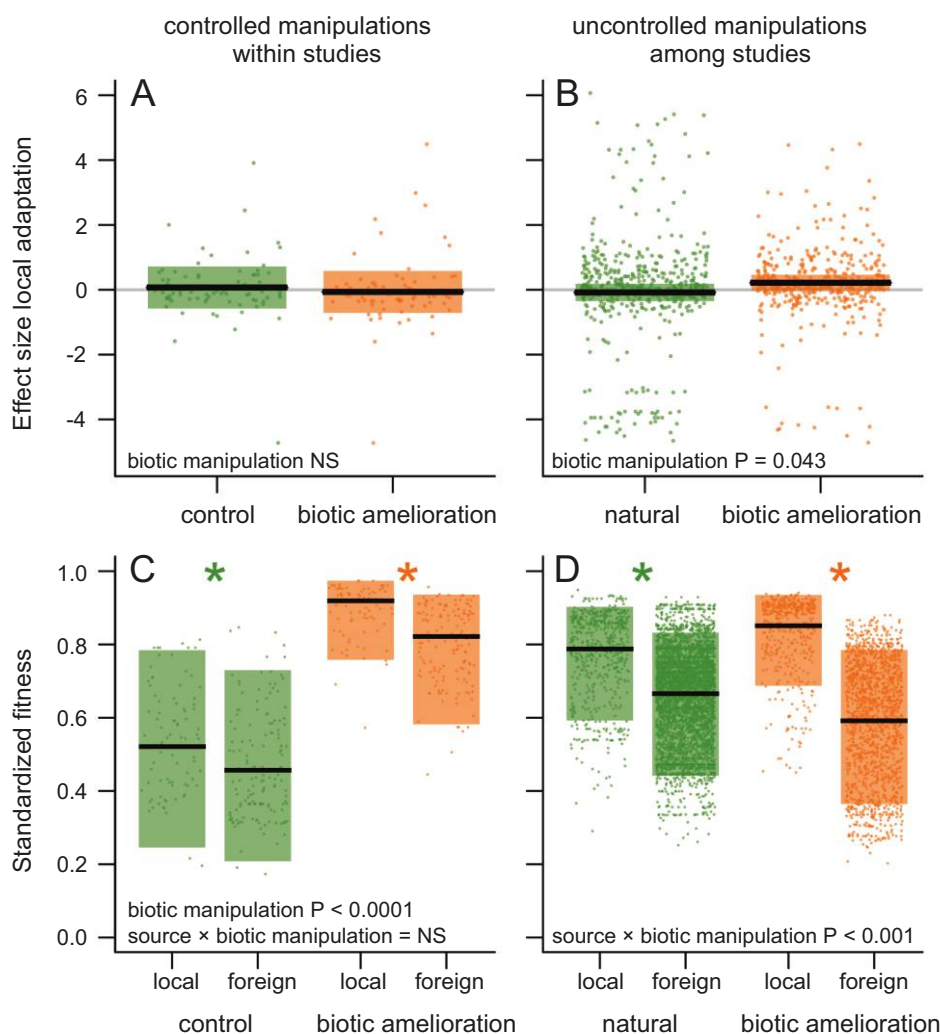 controlled manipulations
within studies
uncontrolled manipulations
among studies
A
B
Effect size local adaptation
6
4
2
0
-2
-4
biotic manipulation NS
biotic manipulation P = 0.043
control
biotic amelioration
natural
biotic amelioration
C
D
*
*
*
*
Standardized fitness
1.0
0.8
0.6
0.4
0.2
0.0
biotic manipulation P < 0.0001
source × biotic manipulation = NS
source × biotic manipulation P < 0.001
local
foreign
local
foreign
local
foreign
local
foreign
control
biotic amelioration
natural
biotic amelioration